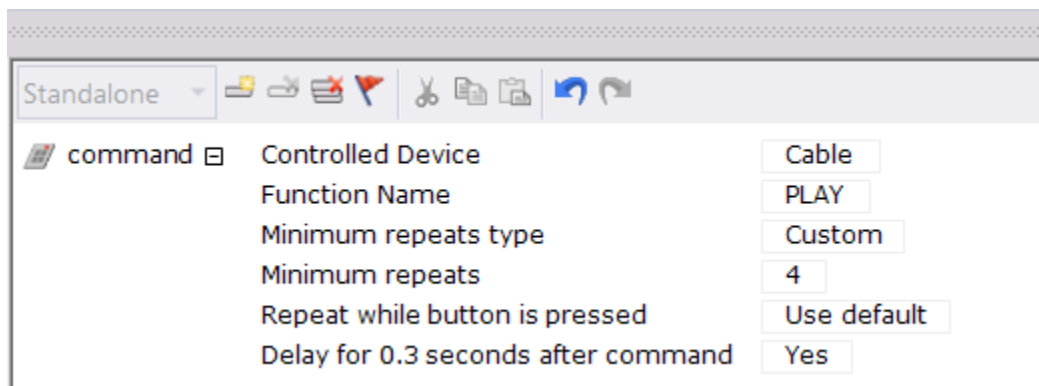 Standalone
command Controlled Device Cable
Function Name PLAY
Minimum repeats type Custom
Minimum repeats 4
Repeat while button is pressed Use default
Delay for 0.3 seconds after command Yes